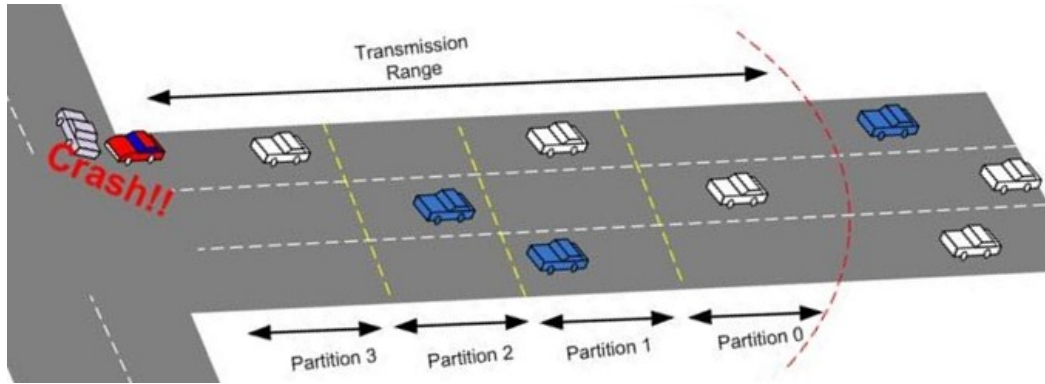 Transmission
Range
Crash!!
Partition 3
Partition 2
Partition 1
Partition 0